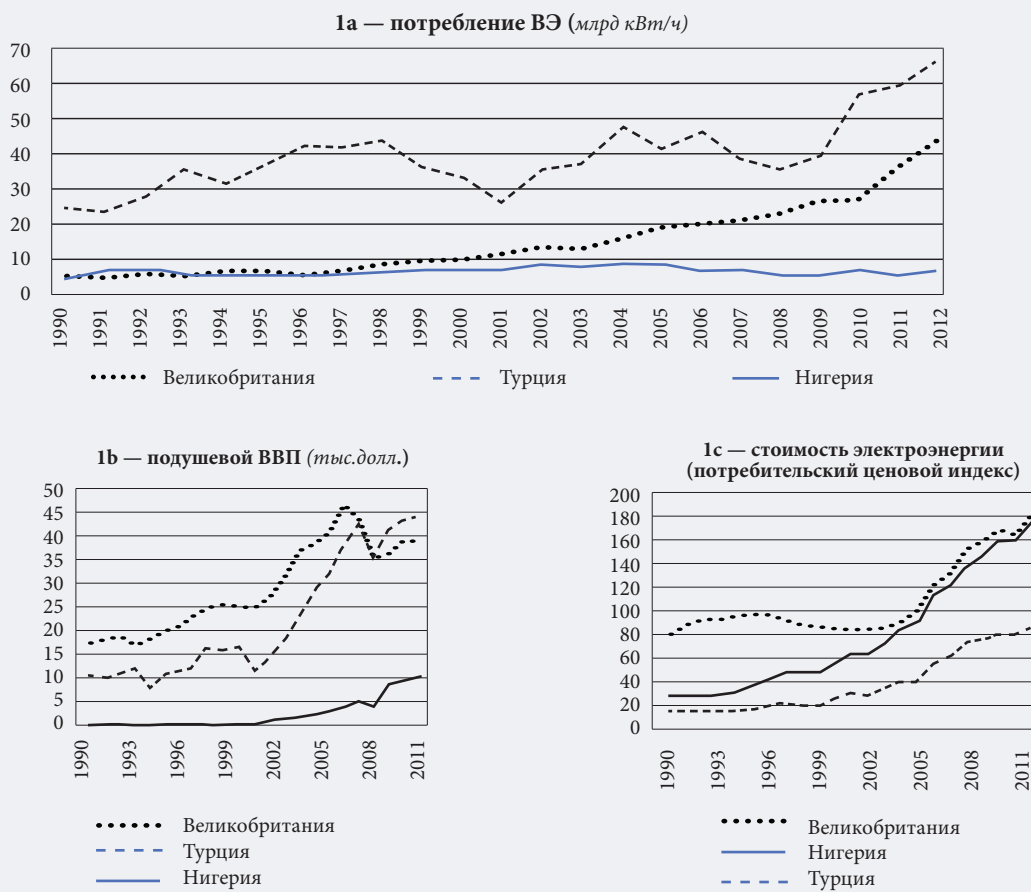 1a — потребление ВЭ (млрд кВт/ч)
70
60
50
40
30
20
10
0
1990 1991 1992 1993 1994 1995 1996 1997 1998 1999 2000 2001 2002 2003 2004 2005 2006 2007 2008 2009 2010 2011 2012
Великобритания Турция Нигерия
1b — подушевой ВВП (тыс.долл.)
50
45
40
35
30
25
20
15
10
5
0
1990 1993 1996 1999 2002 2005 2008 2011
Великобритания
Турция
Нигерия
1c — стоимость электроэнергии
(потребительский ценовой индекс)
200
180
160
140
120
100
80
60
40
20
0
1990 1993 1996 1999 2002 2005 2008 2011
Великобритания
Нигерия
Турция